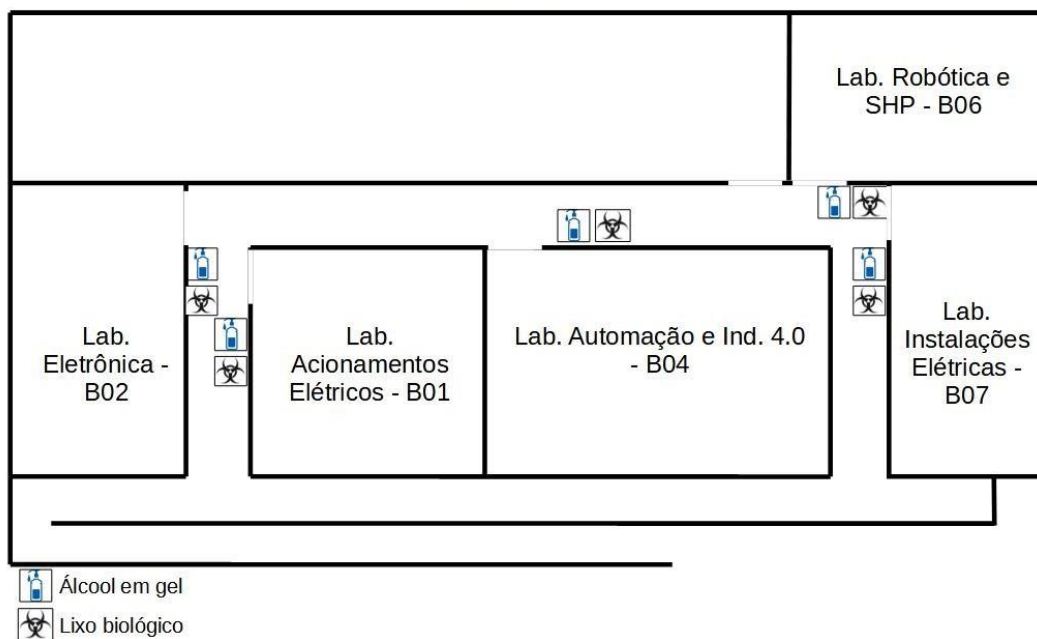 Lab. Robótica e
SHP - B06
Lab.
Eletrônica -
B02
Lab.
Acionamentos
Elétricos - B01
Lab. Automação e Ind. 4.0
- B04
Lab.
Instalações
Elétricas -
B07
Álcool em gel
Lixo biológico